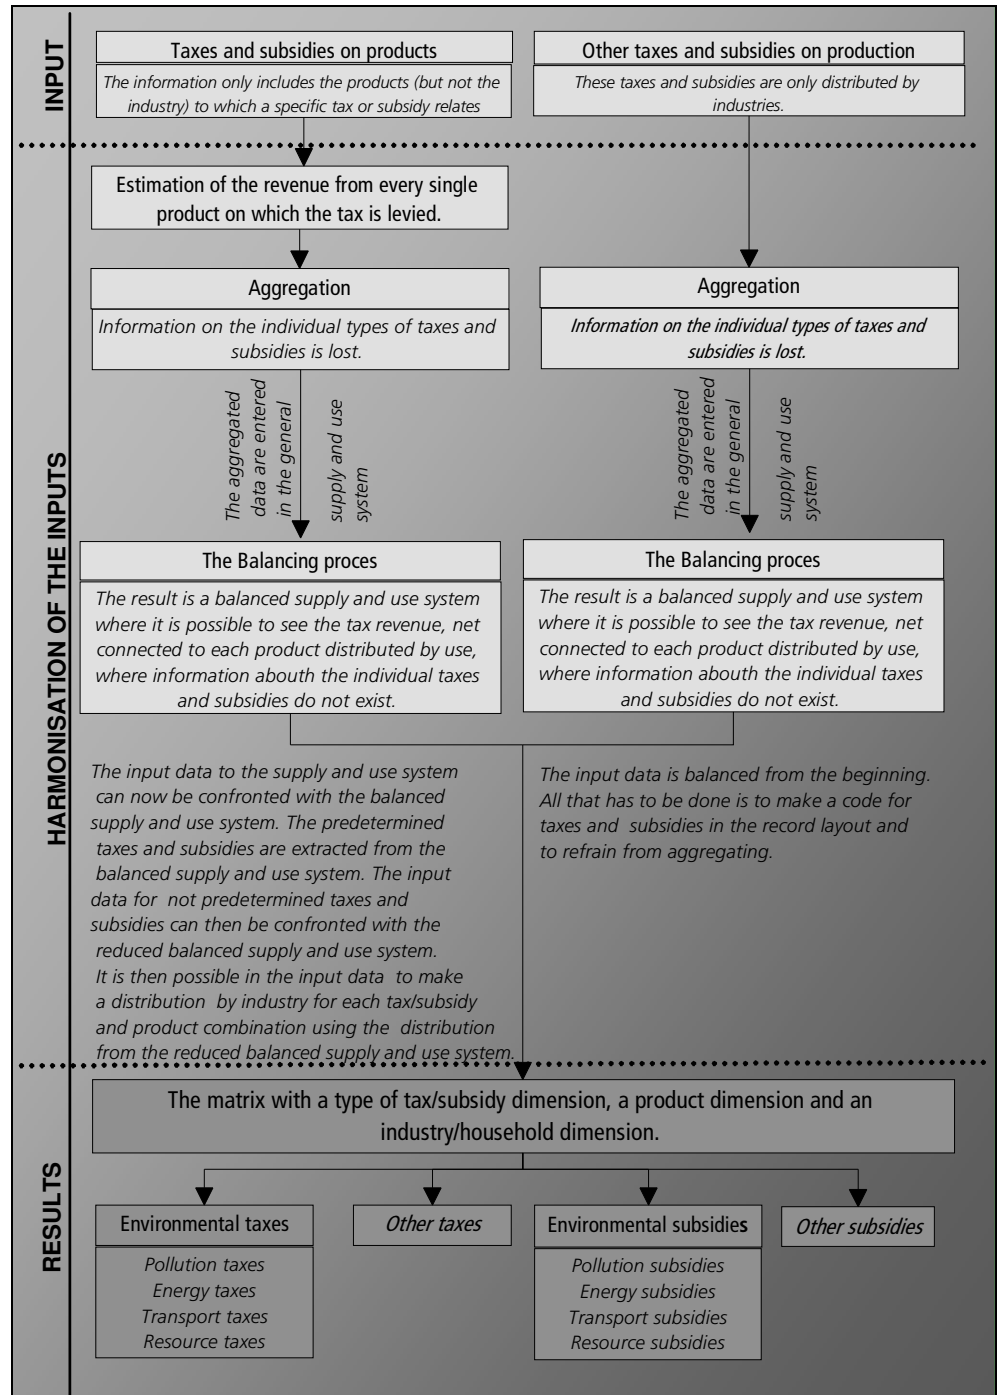 INPUT
Taxes and subsidies on products
The information only includes the products (but not the
industry) to which a specific tax or subsidy relates
Other taxes and subsidies on production
These taxes and subsidies are only distributed by
industries.
HARMONISATION OF THE INPUTS
Estimation of the revenue from every single
product on which the tax is levied.
Aggregation
Information on the individual types of taxes and
subsidies is lost.
Aggregation
Information on the individual types of taxes and
subsidies is lost.
The aggregated
data are entered
in the general
supply and use
system
The aggregated
data are entered
in the general
supply and use
system
The Balancing proces
The result is a balanced supply and use system
where it is possible to see the tax revenue, net
connected to each product distributed by use,
where information abouth the individual taxes
and subsidies do not exist.
The Balancing proces
The result is a balanced supply and use system
where it is possible to see the tax revenue, net
connected to each product distributed by use,
where information abouth the individual taxes
and subsidies do not exist.
The input data to the supply and use system
can now be confronted with the balanced
supply and use system. The predetermined
taxes and subsidies are extracted from the
balanced supply and use system. The input
data for not predetermined taxes and
subsidies can then be confronted with the
reduced balanced supply and use system.
It is then possible in the input data to make
a distribution by industry for each tax/subsidy
and product combination using the distribution
from the reduced balanced supply and use system.
The input data is balanced from the beginning.
All that has to be done is to make a code for
taxes and subsidies in the record layout and
to refrain from aggregating.
RESULTS
The matrix with a type of tax/subsidy dimension, a product dimension and an
industry/household dimension.
Environmental taxes
Pollution taxes
Energy taxes
Transport taxes
Resource taxes
Other taxes
Environmental subsidies
Pollution subsidies
Energy subsidies
Transport subsidies
Resource subsidies
Other subsidies